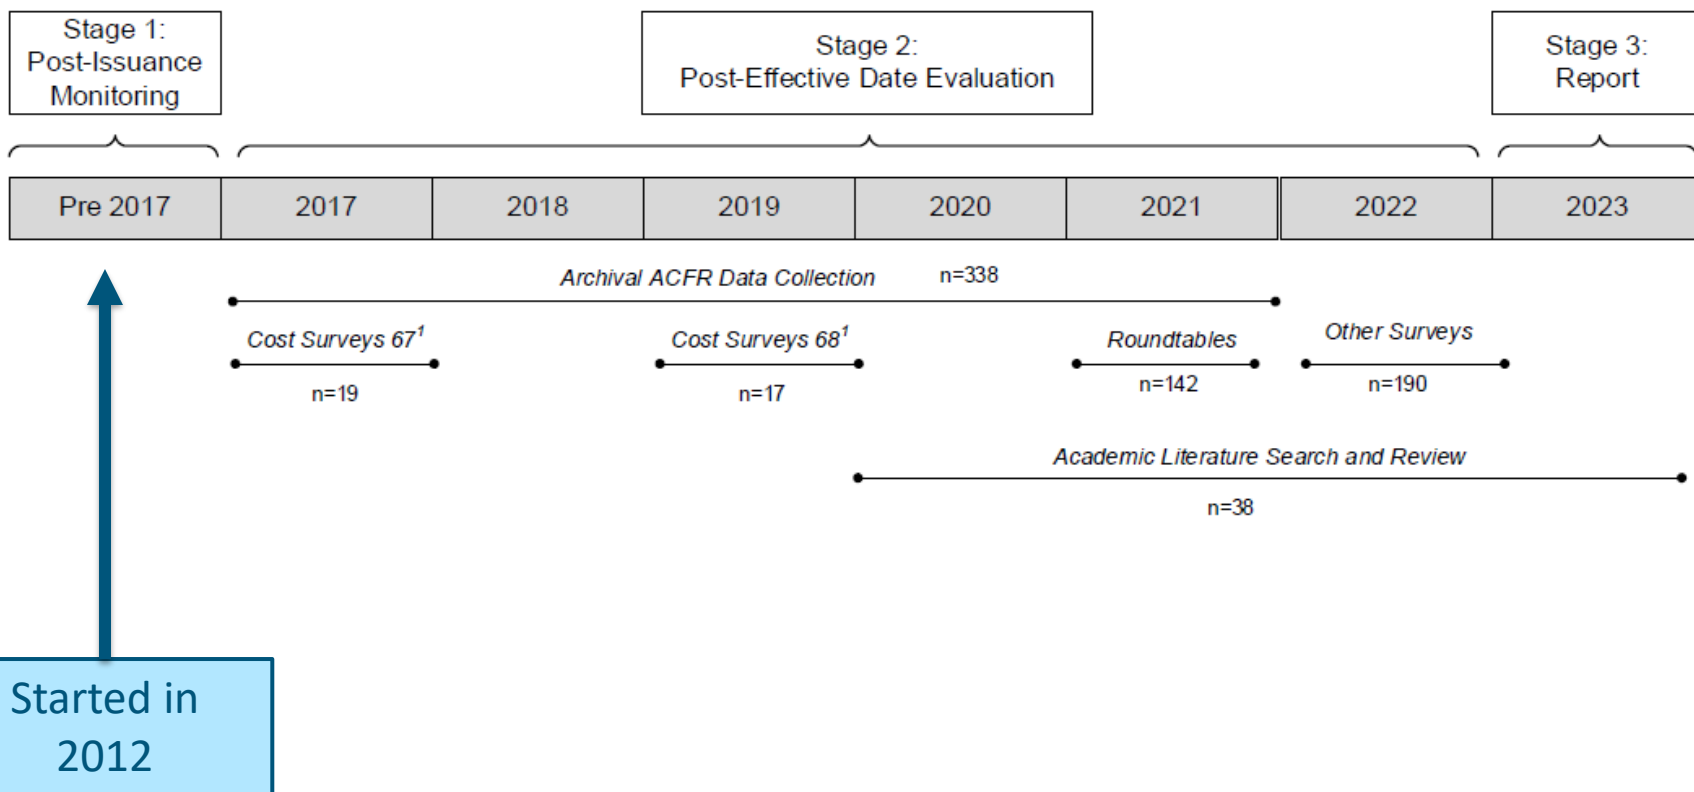 Stage 1:
Post-Issuance
Monitoring
Stage 2:
Post-Effective Date Evaluation
Stage 3:
Report
Pre 2017
2017
2018
2019
2020
2021
2022
2023
Archival ACFR Data Collection n=338
Cost Surveys 67¹
n=19
Cost Surveys 68¹
n=17
Roundtables
n=142
Other Surveys
n=190
Academic Literature Search and Review
n=38
Started in
2012